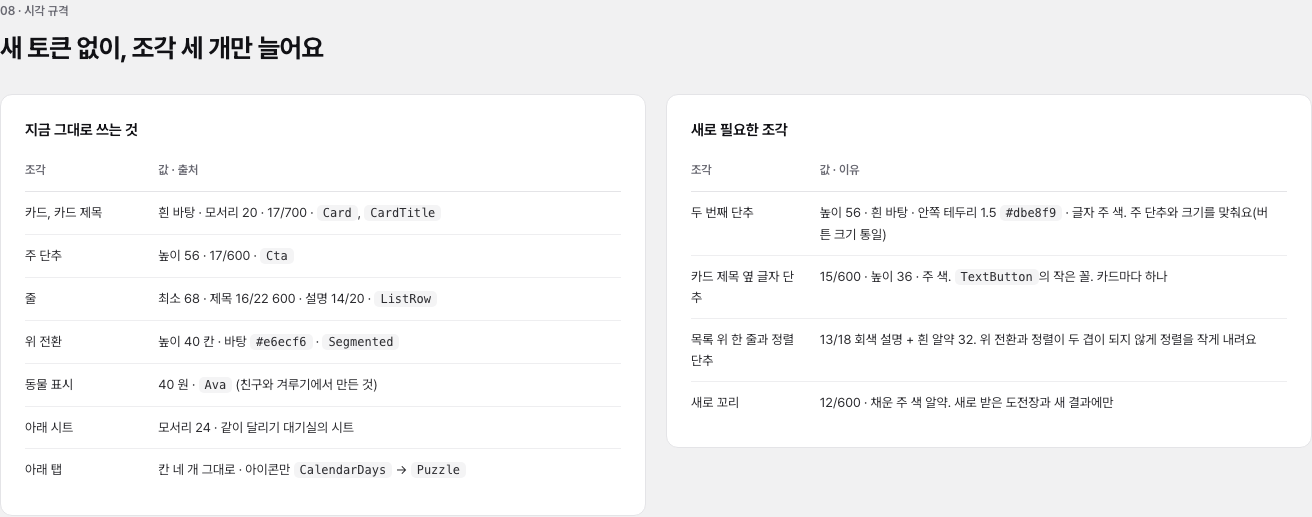 08 · 시각 규격
새 토큰 없이, 조각 세 개만 늘어요
지금 그대로 쓰는 것
조각 값 · 출처
카드, 카드 제목 흰 바탕 · 모서리 20 · 17/700 · Card , CardTitle
주 단추 높이 56 · 17/600 · Cta
줄 최소 68 · 제목 16/22 600 · 설명 14/20 · ListRow
위 전환 높이 40 칸 · 바탕 #e6ecf6 · Segmented
동물 표시 40 원 · Ava (친구와 겨루기에서 만든 것)
아래 시트 모서리 24 · 같이 달리기 대기실의 시트
아래 탭 칸 네 개 그대로 · 아이콘만 CalendarDays → Puzzle
새로 필요한 조각
조각 값 · 이유
두 번째 단추 높이 56 · 흰 바탕 · 안쪽 테두리 1.5 #dbe8f9 · 글자 주 색. 주 단추와 크기를 맞춰요(버
튼 크기 통일)
카드 제목 옆 글자 단 15/600 · 높이 36 · 주 색. TextButton 의 작은 꼴. 카드마다 하나
추
목록 위 한 줄과 정렬 13/18 회색 설명 + 흰 알약 32. 위 전환과 정렬이 두 겹이 되지 않게 정렬을 작게 내려요
단추
새로 꼬리 12/600 · 채운 주 색 알약. 새로 받은 도전장과 새 결과에만